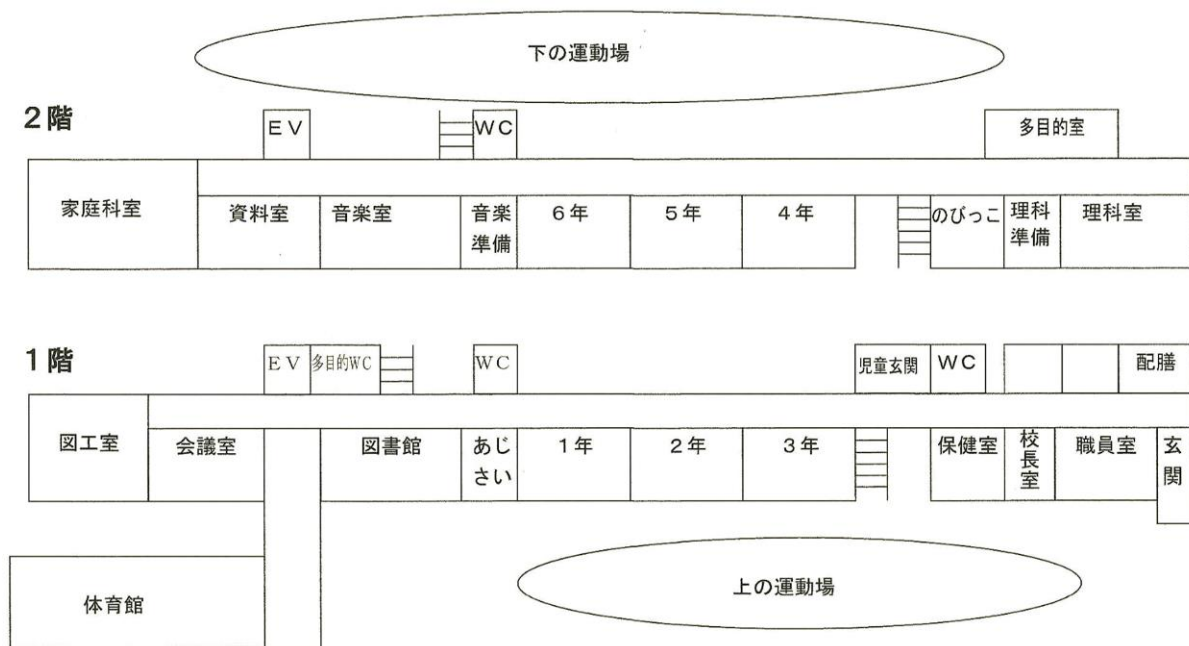 下の運動場
2階
EV
WC
多目的室
家庭科室
資料室
音楽室
音楽
準備
6年
5年
4年
のびっこ
理科
準備
理科室
1階
EV
多目的WC
WC
児童玄関
WC
配膳
図工室
会議室
図書館
あじ
さい
1年
2年
3年
保健室
校長室
職員室
玄関
体育館
上の運動場